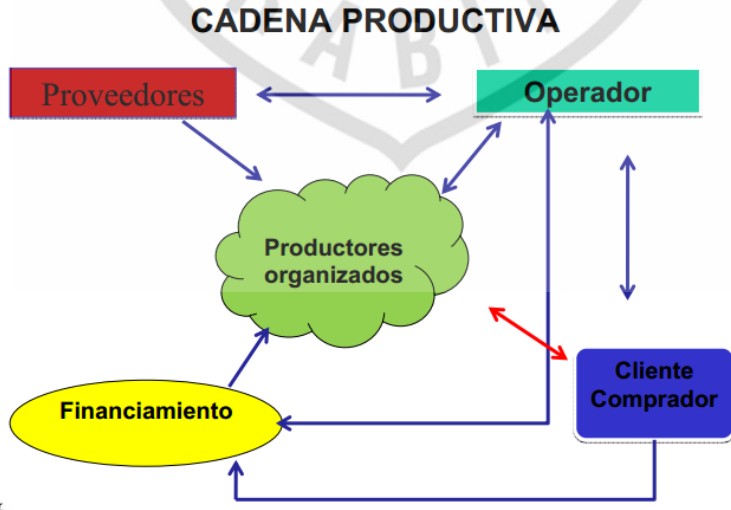 CADENA PRODUCTIVA
Proveedores
Operador
Productores
organizados
Financiamiento
Cliente
Comprador